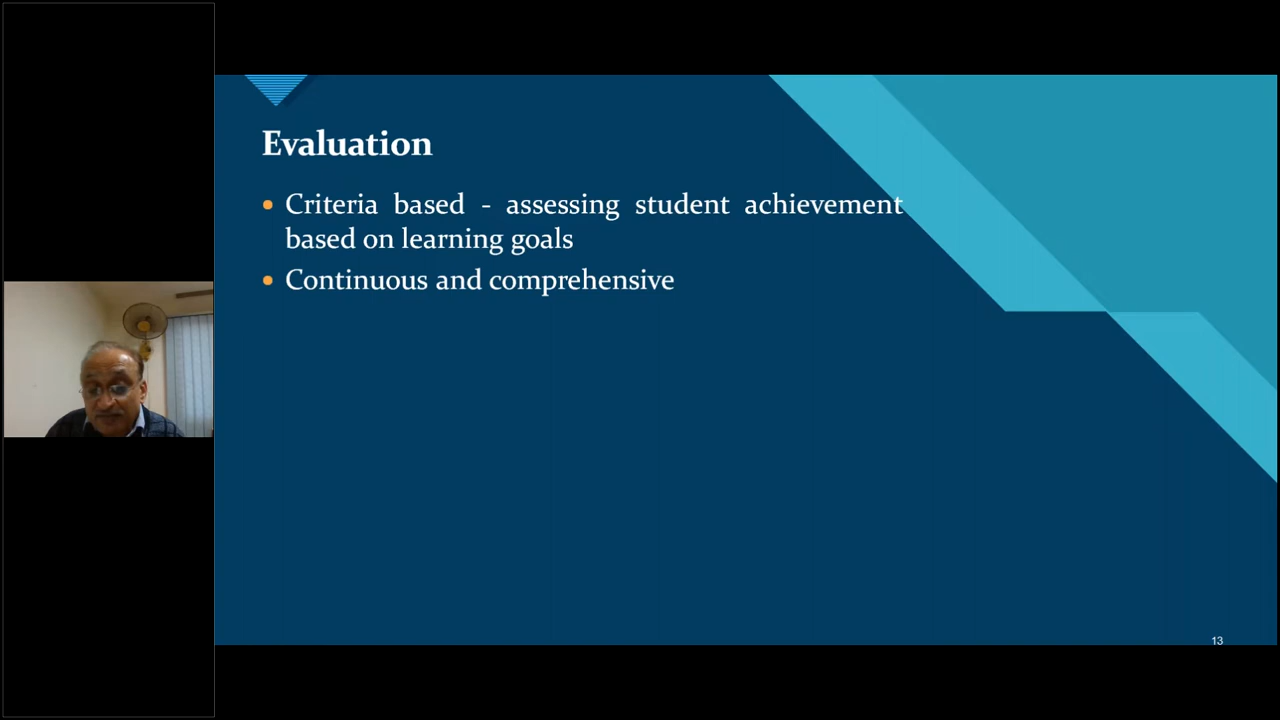 Evaluation
• Criteria based - assessing student achievement
based on learning goals
• Continuous and comprehensive
13